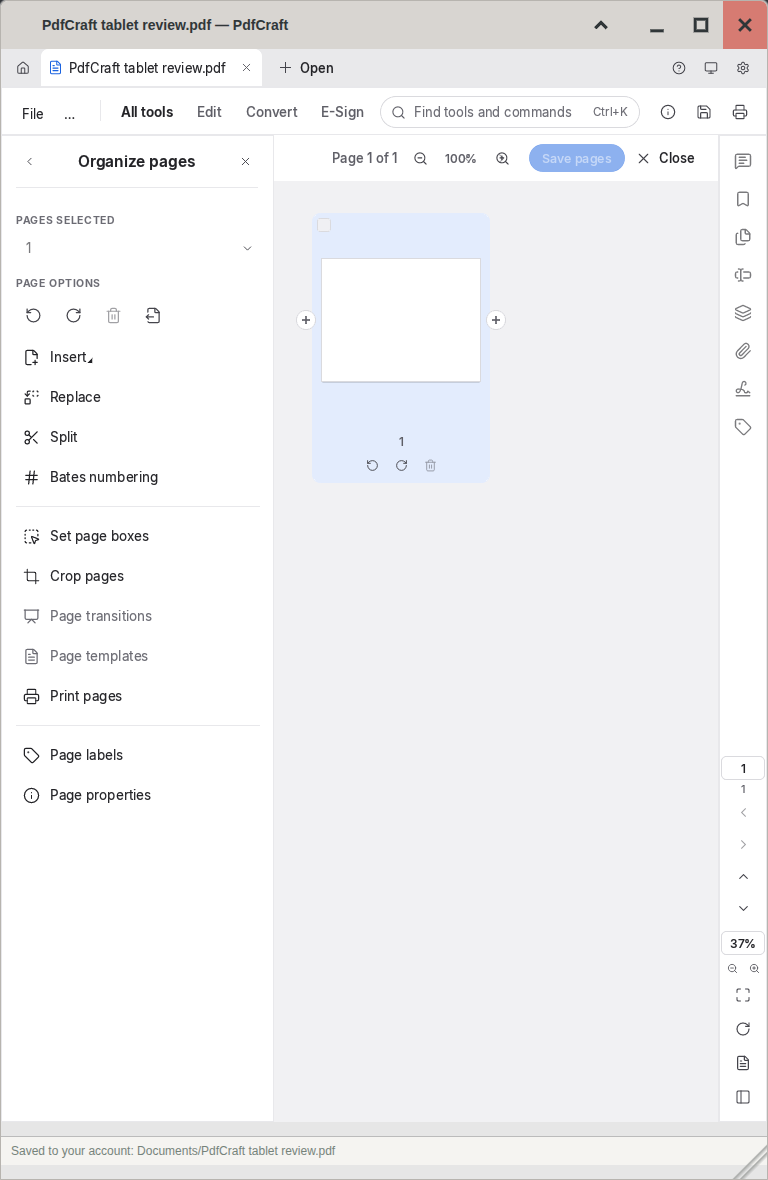 PdfCraft tablet review.pdf — PdfCraft
PdfCraft tablet review.pdf
Open
File
...
All tools
Edit
Convert
E-Sign
Find tools and commands
Ctrl+K
Organize pages
Page 1 of 1
100%
Save pages
Close
PAGES SELECTED
1
PAGE OPTIONS
Insert
Replace
Split
Bates numbering
Set page boxes
Crop pages
Page transitions
Page templates
Print pages
Page labels
Page properties
1
1
1
37%
Saved to your account: Documents/PdfCraft tablet review.pdf